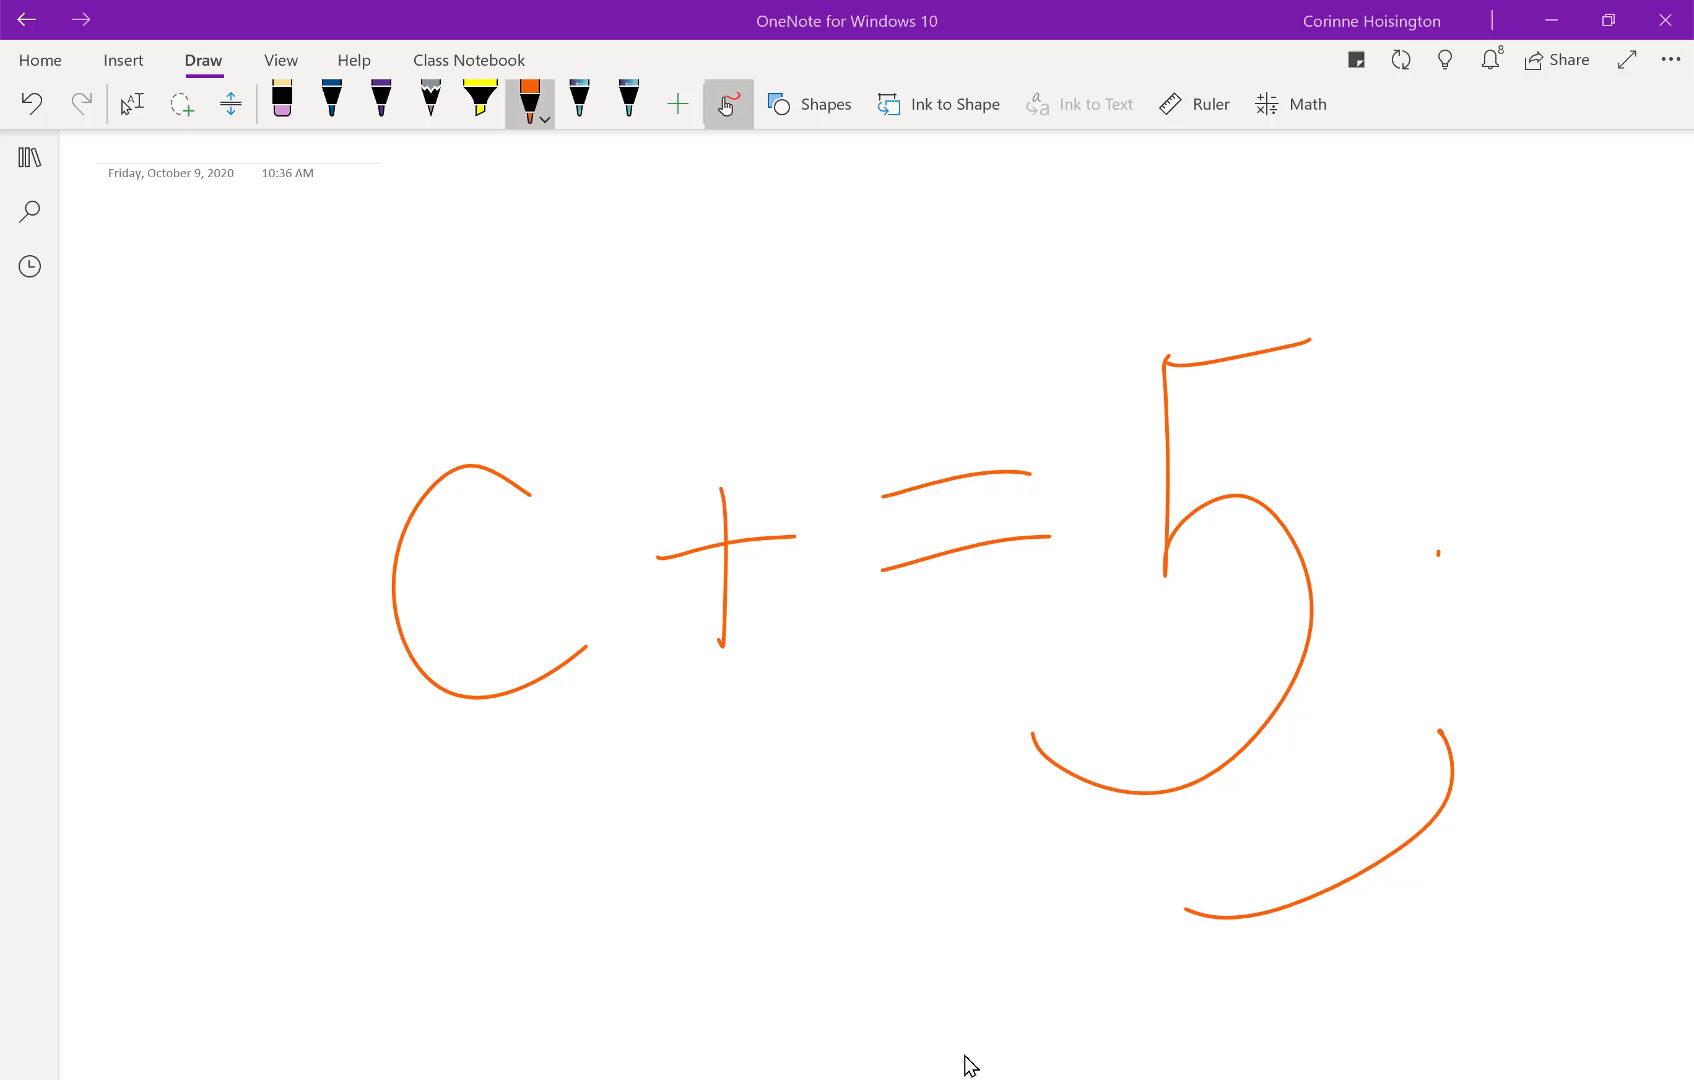 OneNote for Windows 10
Corinne Hoisington
Home Insert Draw View Help Class Notebook
8
Share
Shapes Ink to Shape Ink to Text Ruler Math
Friday, October 9, 2020 10:36 AM
C + = 5 ;